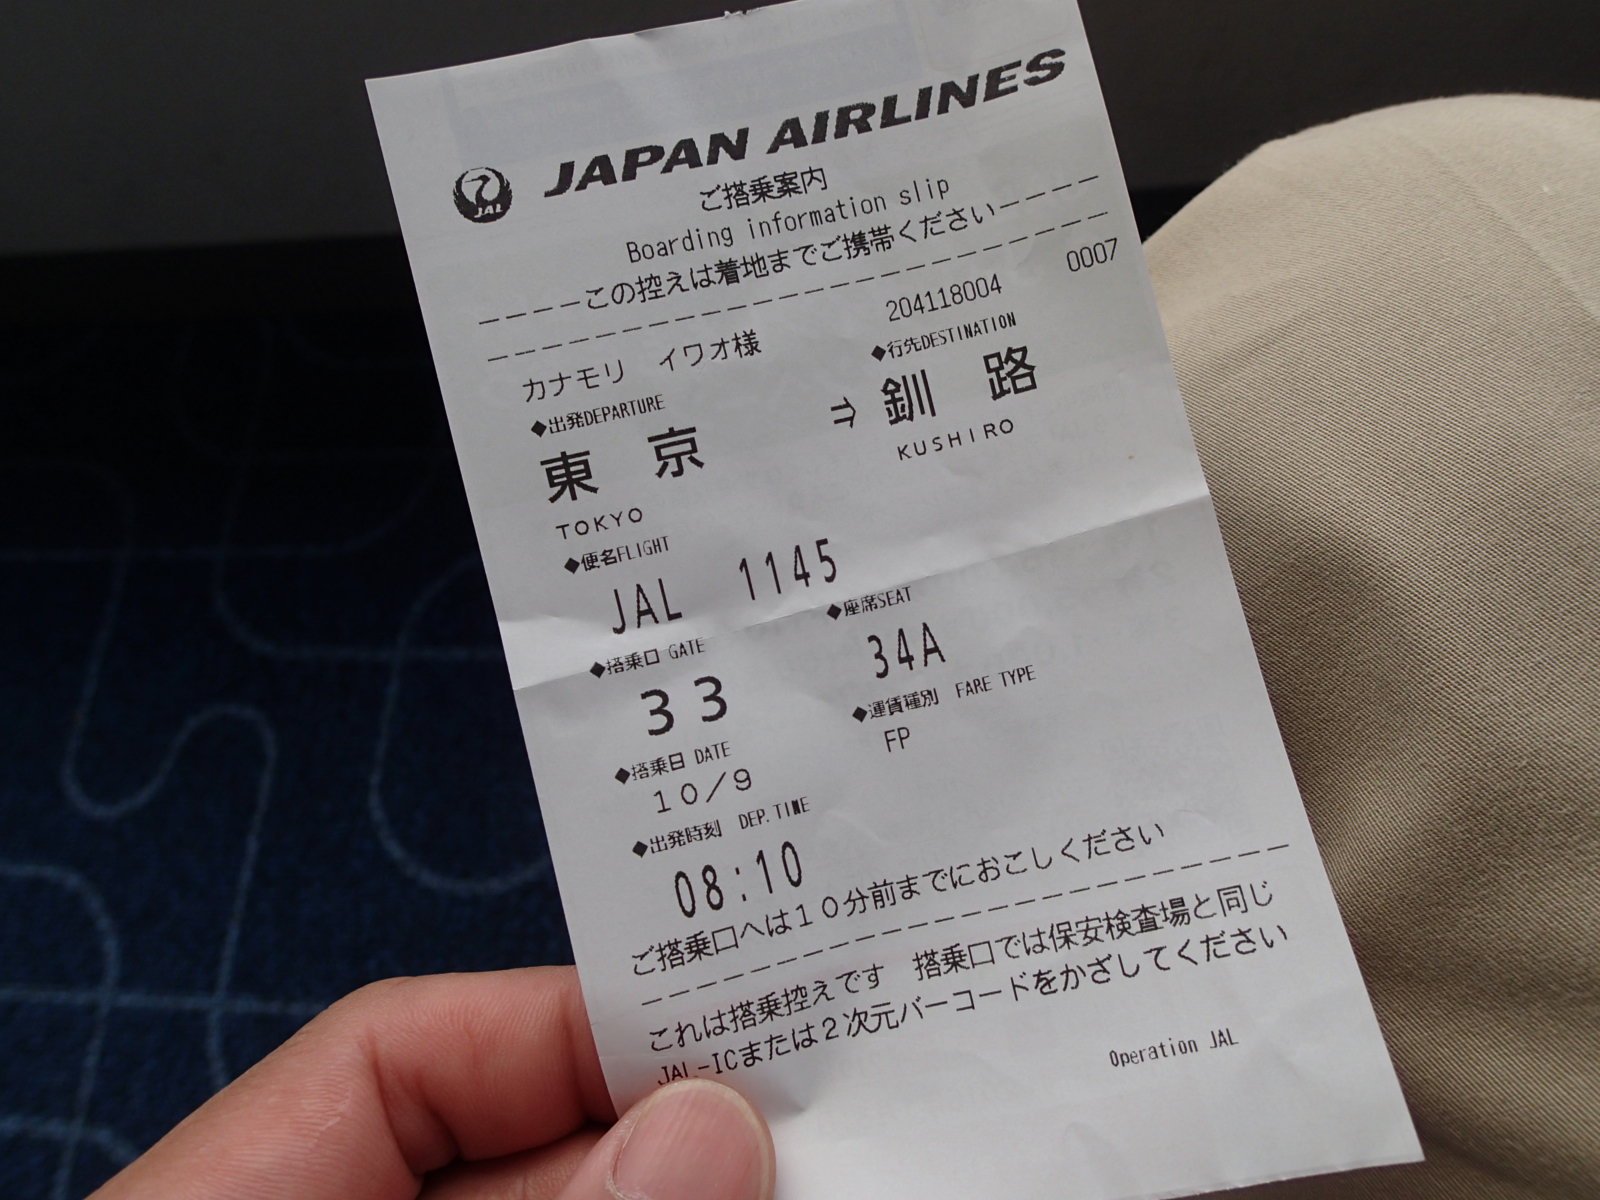 JAL
JAPAN AIRLINES
ご搭乗案内
Boarding information slip
ーーーーこの控えは着地までご携帯くださいーーーー
204118004 0007
カナモリ イワオ様
◆出発DEPARTURE ◆行先DESTINATION
東 京 ⇒ 釧 路
TOKYO KUSHIRO
◆便名FLIGHT
JAL 1145
◆搭乗口 GATE ◆座席SEAT
33 34A
◆搭乗日 DATE ◆運賃種別 FARE TYPE
10/9 FP
◆出発時刻 DEP.TIME
08:10
ご搭乗口へは10分前までにおこしください
これは搭乗控えです 搭乗口では保安検査場と同じ
JAL-ICまたは2次元バーコードをかざしてください
Operation JAL